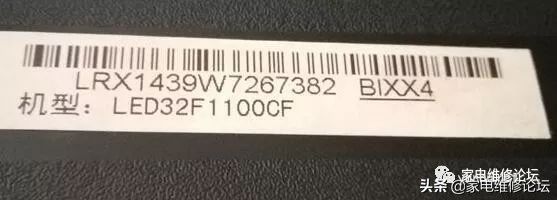 LRX1439W7267382 BIXX4
机型：LED32F1100CF
家电维修论坛
头条@家电维修论坛